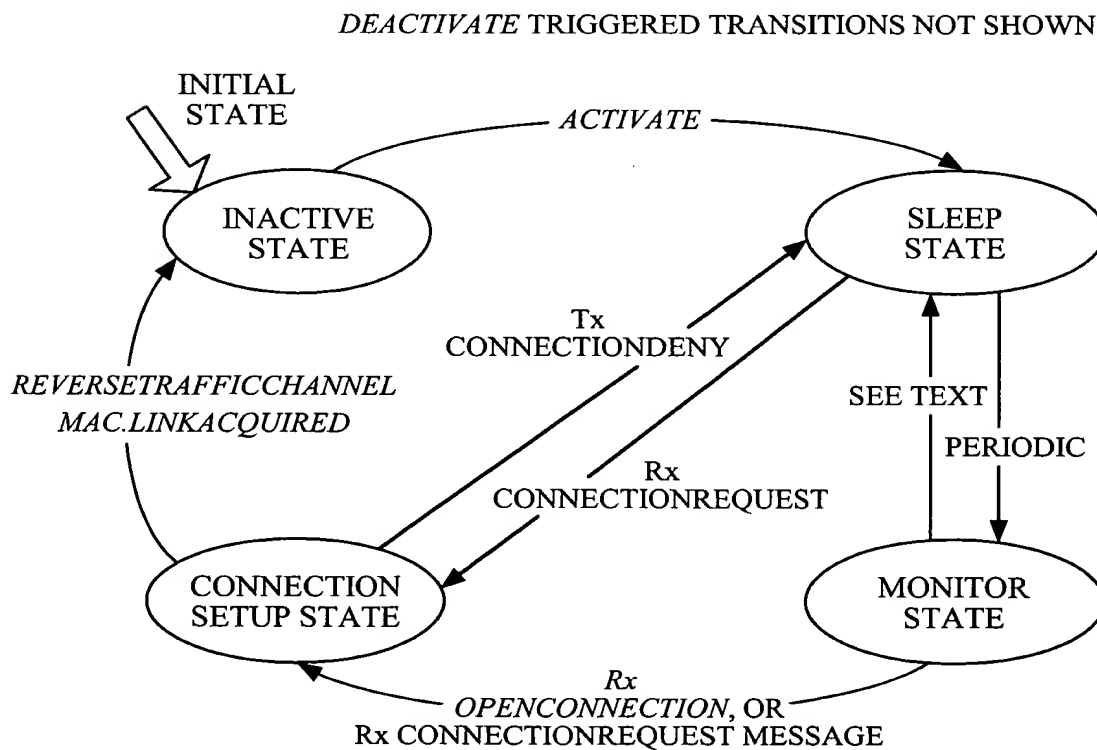 DEACTIVATE TRIGGERED TRANSITIONS NOT SHOWN
INITIAL
STATE
ACTIVATE
INACTIVE
STATE
SLEEP
STATE
Tx
CONNECTIONDENY
REVERSETRAFFICCHANNEL
MAC.LINKACQUIRED
SEE TEXT
PERIODIC
Rx
CONNECTIONREQUEST
CONNECTION
SETUP STATE
MONITOR
STATE
Rx
OPENCONNECTION, OR
Rx CONNECTIONREQUEST MESSAGE